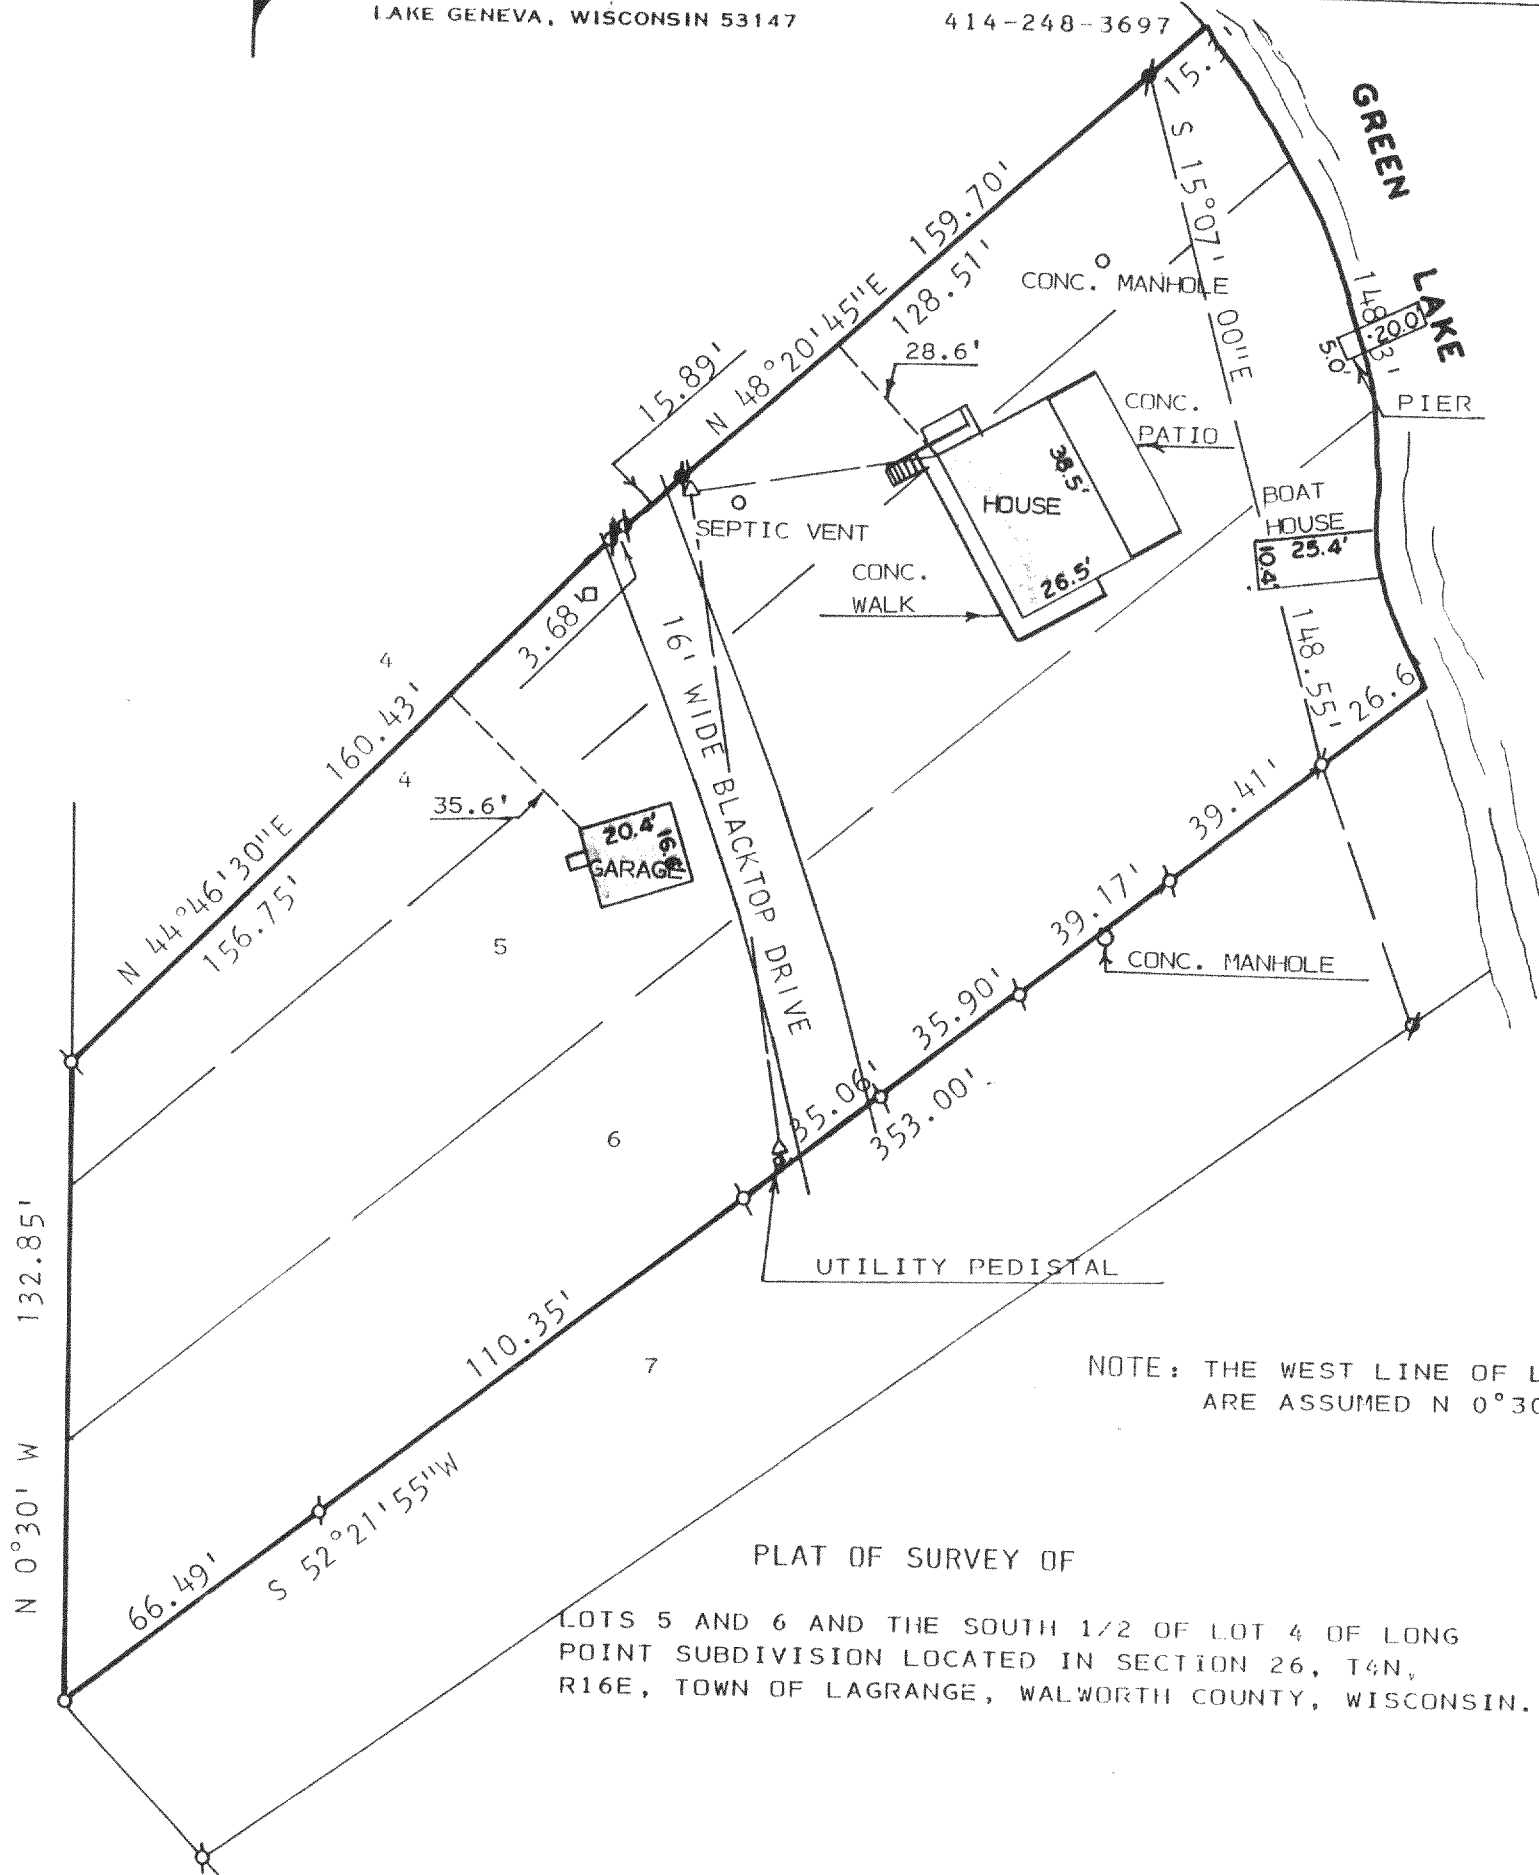 LAKE GENEVA, WISCONSIN 53147 414-248-3697
GREEN
LAKE
S 15°07'00"E
159.70'
128.51'
N 48°20'45"E
CONC. MANHOLE
28.6'
15.89'
20.0'
5.0'
PIER
CONC.
PATIO
38.5'
HOUSE
26.5'
BOAT
HOUSE
25.4'
10.4'
SEPTIC VENT
CONC.
WALK
3.68'
16' WIDE BLACKTOP DRIVE
148.55'
26.6'
4
160.43'
4
35.6'
20.4'
GARAGE
N 44°46'30"E
156.75'
5
39.41'
39.17'
CONC. MANHOLE
35.90'
35.06'
353.00'
6
UTILITY PEDISTAL
132.85'
N 0°30' W
110.35'
7
NOTE: THE WEST LINE OF L
ARE ASSUMED N 0°30
66.49'
S 52°21'55"W
PLAT OF SURVEY OF
LOTS 5 AND 6 AND THE SOUTH 1/2 OF LOT 4 OF LONG
POINT SUBDIVISION LOCATED IN SECTION 26, T4N,
R16E, TOWN OF LAGRANGE, WALWORTH COUNTY, WISCONSIN.